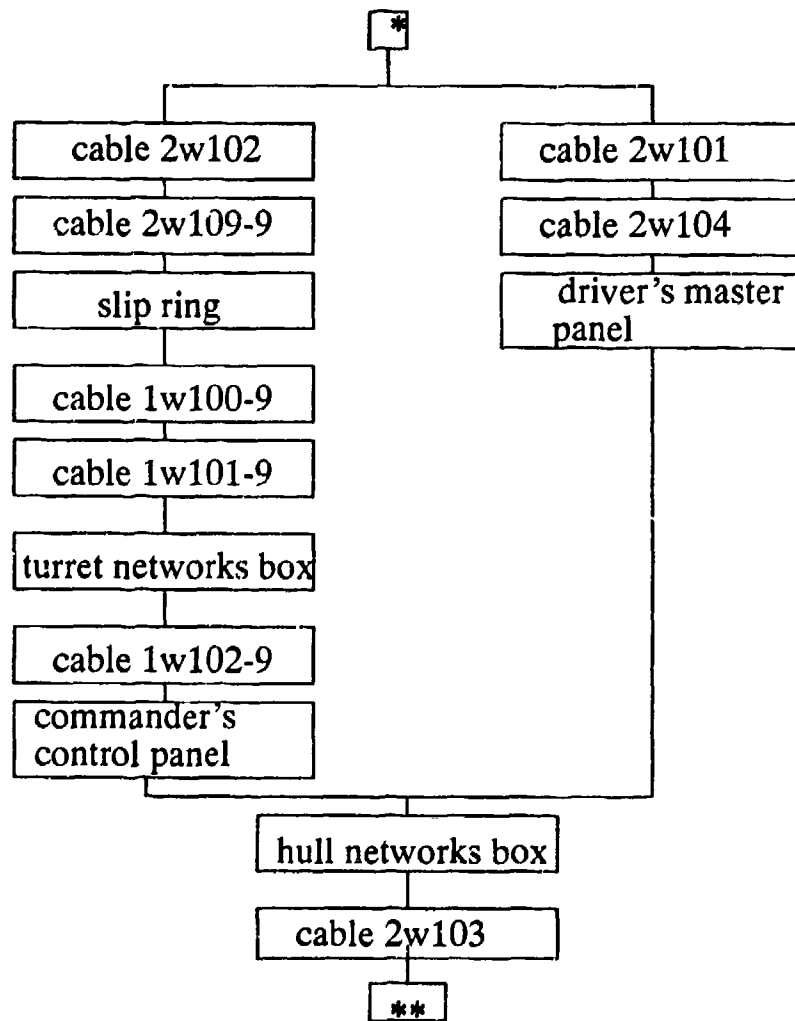 *
cable 2w102
cable 2w109-9
slip ring
cable 1w100-9
cable 1w101-9
turret networks box
cable 1w102-9
commander's
control panel
cable 2w101
cable 2w104
driver's master
panel
hull networks box
cable 2w103
**